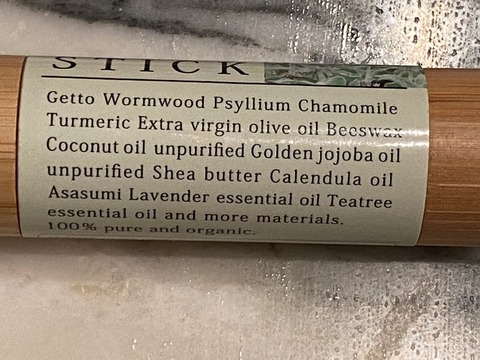 STICK
Getto Wormwood Psyllium Chamomile
Turmeric Extra virgin olive oil Beeswax
Coconut oil unpurified Golden jojoba oil
unpurified Shea butter Calendula oil
Asasumi Lavender essential oil Teatree
essential oil and more materials.
100% pure and organic.